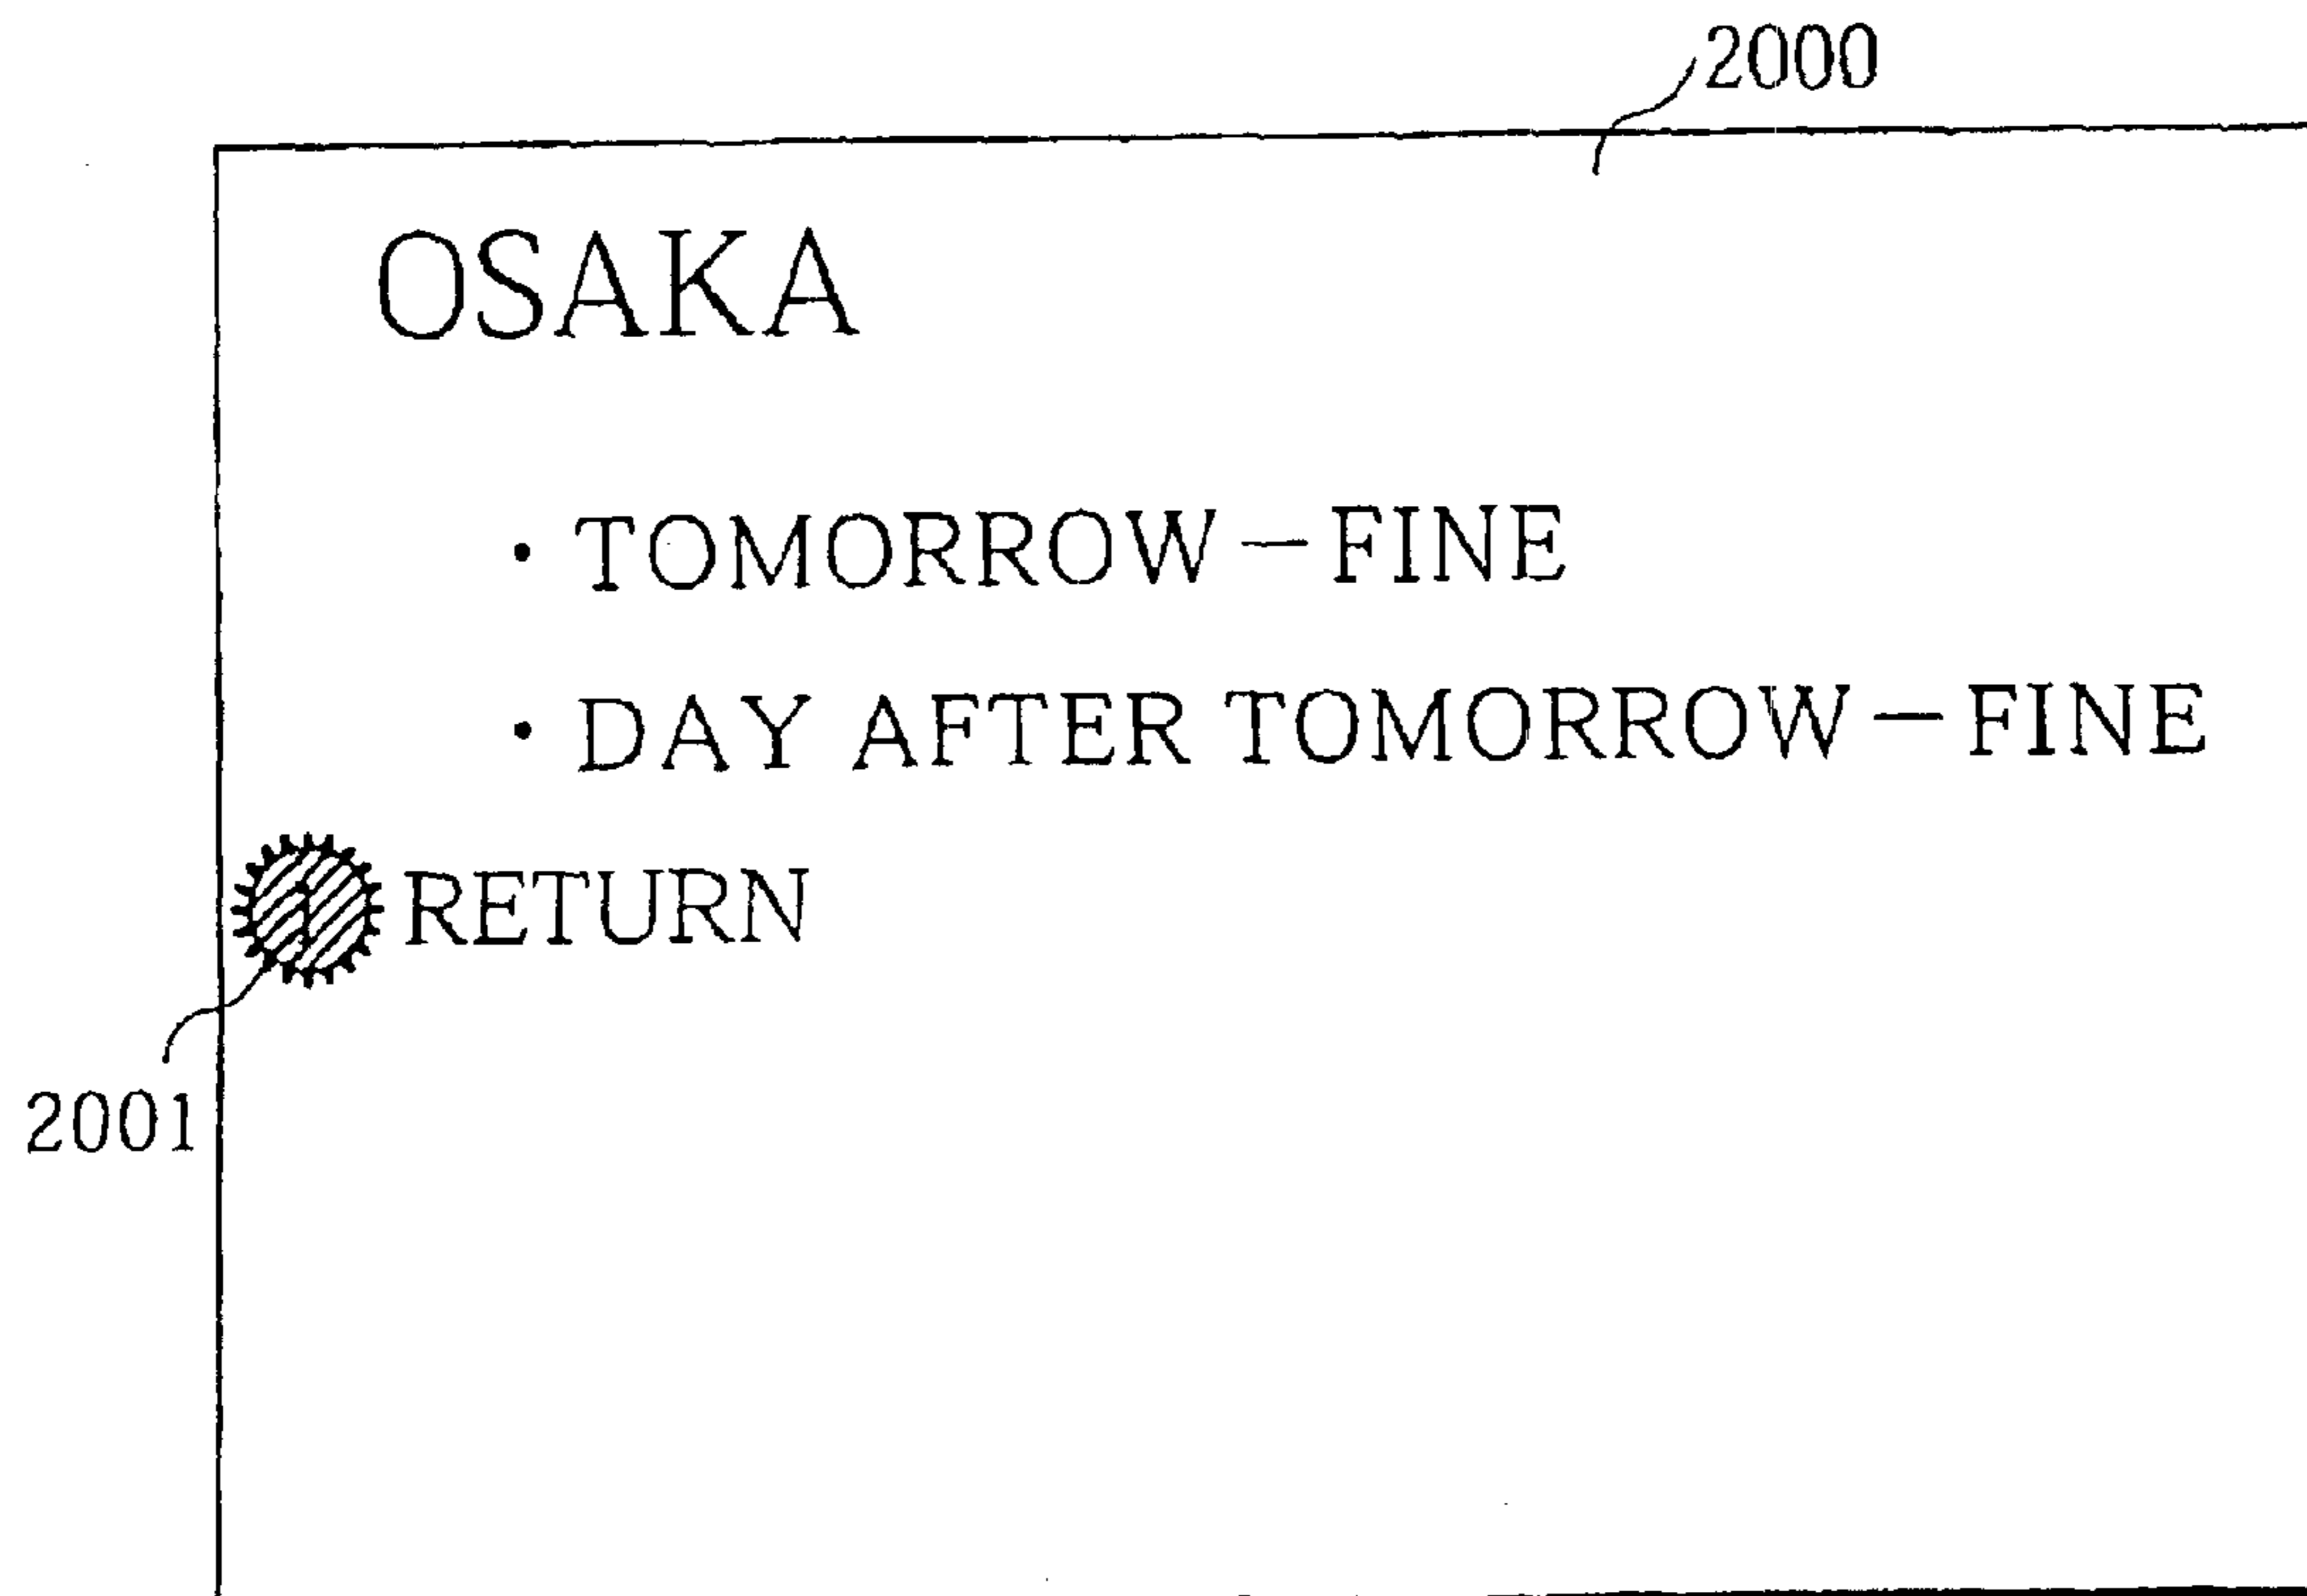 2000
OSAKA
· TOMORROW—FINE
· DAY AFTER TOMORROW—FINE
RETURN
2001